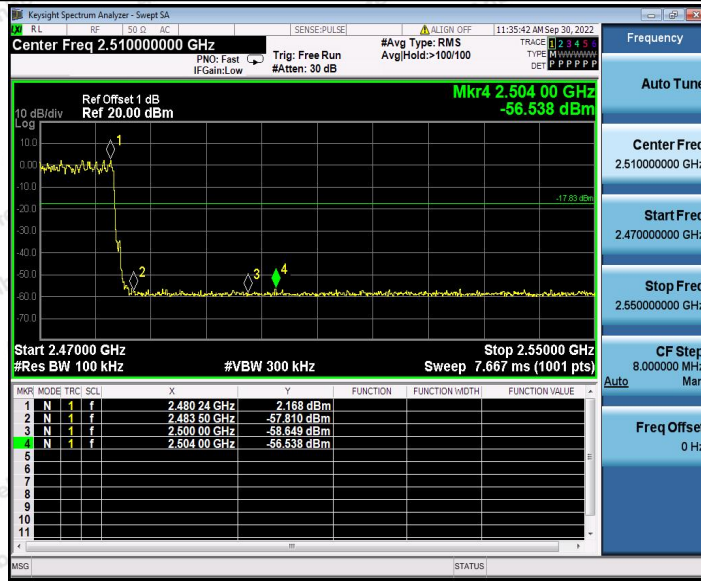 Keysight Spectrum Analyzer - Swept SA
RL RF 50 Ω AC SENSE:PULSE ALIGN OFF 11:35:42 AM Sep 30, 2022
Center Freq 2.510000000 GHz
PNO: Fast
IFGain:Low
Trig: Free Run
#Atten: 30 dB
#Avg Type: RMS
Avg|Hold:>100/100
TRACE 1 2 3 4 5 6
TYPE M WWWWW
DET P P P P P P
Frequency
Auto Tune
Center Freq
2.510000000 GHz
Start Freq
2.470000000 GHz
Stop Freq
2.550000000 GHz
CF Step
8.000000 MHz
Auto Man
Freq Offset
0 Hz
Mkr4 2.504 00 GHz
-56.538 dBm
Ref Offset 1 dB
10 dB/div Ref 20.00 dBm
Log
10.0
0.00
-10.0
-20.0
-30.0
-40.0
-50.0
-60.0
-70.0
1
2
3
4
-17.83 dBm
Start 2.47000 GHz Stop 2.55000 GHz
#Res BW 100 kHz #VBW 300 kHz Sweep 7.667 ms (1001 pts)
MKR MODE TRC SCL X Y FUNCTION FUNCTION WIDTH FUNCTION VALUE
1 N 1 f 2.480 24 GHz 2.168 dBm
2 N 1 f 2.483 50 GHz -57.810 dBm
3 N 1 f 2.500 00 GHz -58.649 dBm
4 N 1 f 2.504 00 GHz -56.538 dBm
5
6
7
8
9
10
11
MSG STATUS